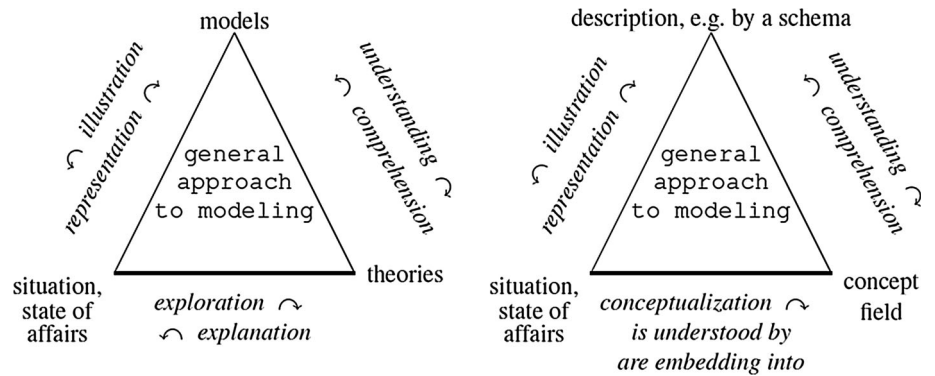 models
illustration
representation
understanding
comprehension
general
approach
to modeling
situation,
state of
affairs
theories
exploration
explanation
description, e.g. by a schema
illustration
representation
understanding
comprehension
general
approach
to modeling
situation,
state of
affairs
concept
field
conceptualization
is understood by
are embedding into